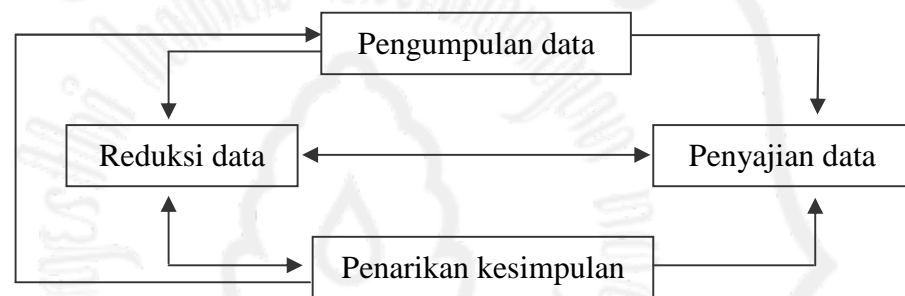 Pengumpulan data
Reduksi data
Penyajian data
Penarikan kesimpulan